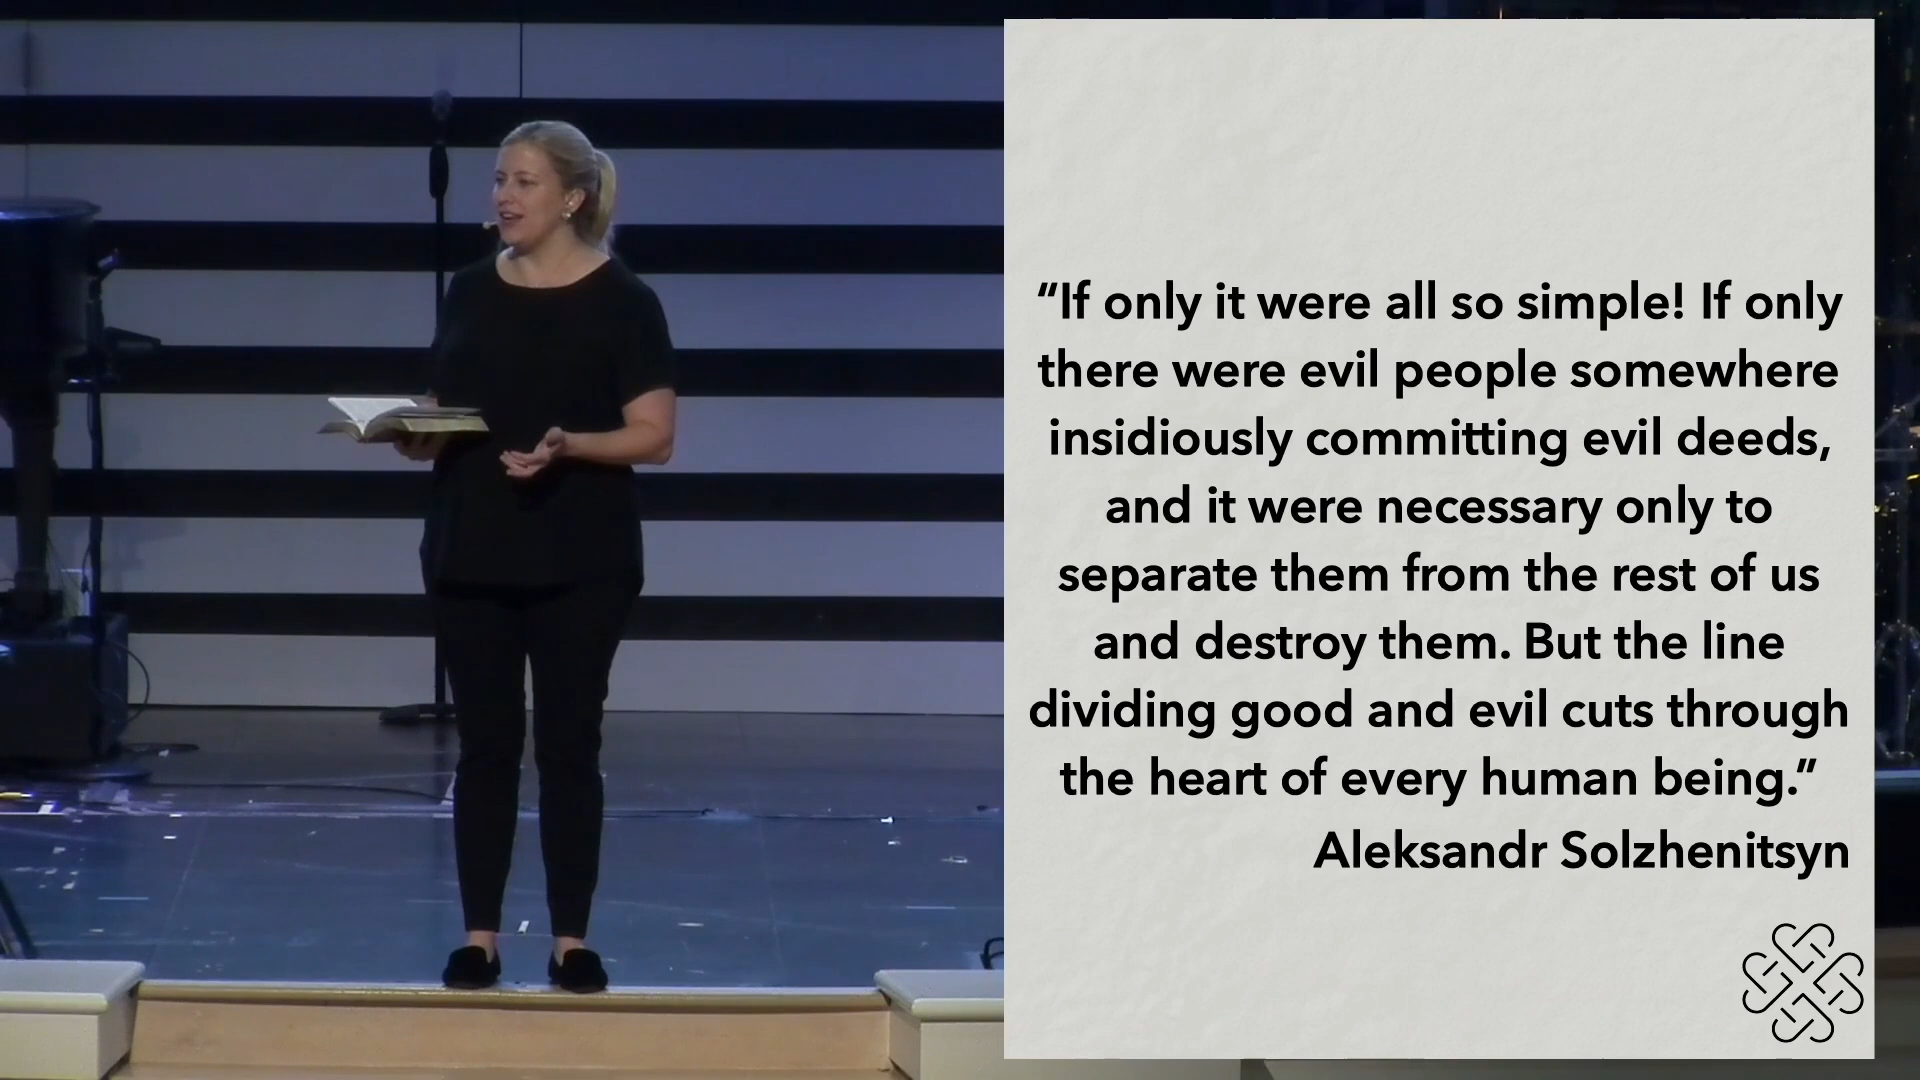 “If only it were all so simple! If only
there were evil people somewhere
insidiously committing evil deeds,
and it were necessary only to
separate them from the rest of us
and destroy them. But the line
dividing good and evil cuts through
the heart of every human being.”
Aleksandr Solzhenitsyn